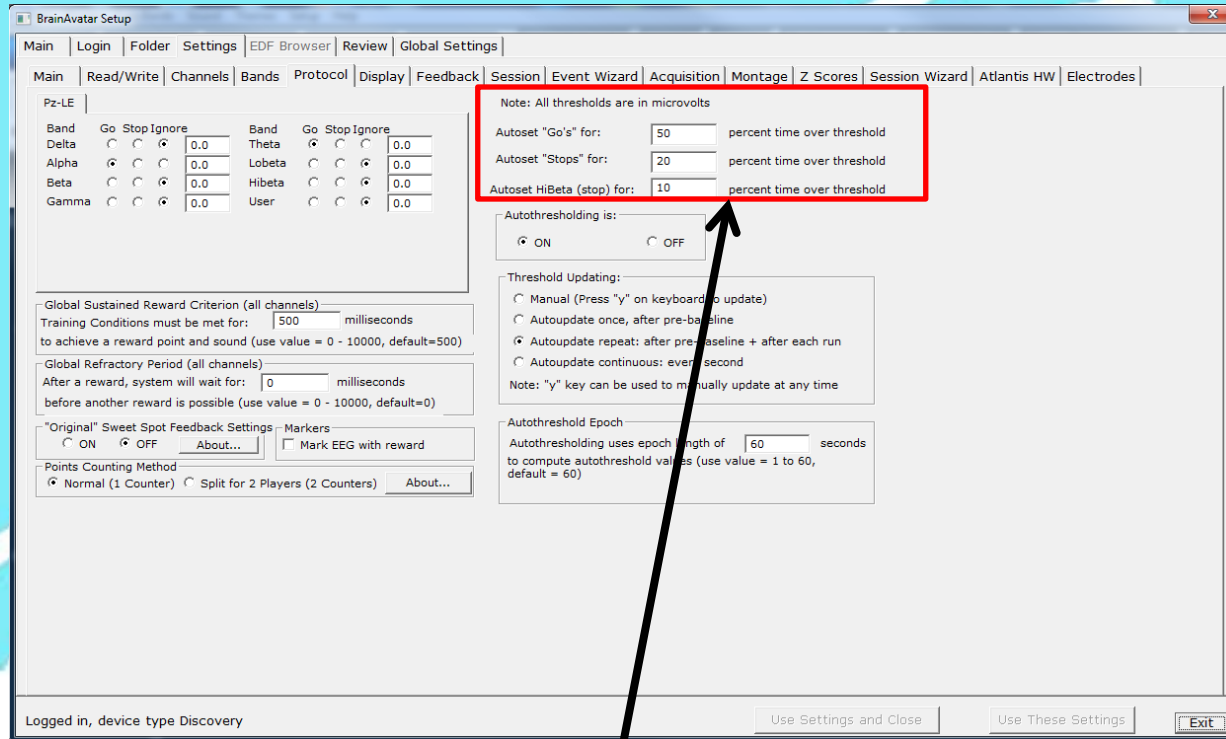 BrainAvatar Setup
Main Login Folder Settings EDF Browser Review Global Settings
Main Read/Write Channels Bands Protocol Display Feedback Session Event Wizard Acquisition Montage Z Scores Session Wizard Atlantis HW Electrodes
Pz-LE
Band Go Stop Ignore Band Go Stop Ignore
Delta 0.0 Theta 0.0
Alpha 0.0 Lobeta 0.0
Beta 0.0 Hibeta 0.0
Gamma 0.0 User 0.0
Global Sustained Reward Criterion (all channels)
Training Conditions must be met for: 500 milliseconds
to achieve a reward point and sound (use value = 0 - 10000, default=500)
Global Refractory Period (all channels)
After a reward, system will wait for: 0 milliseconds
before another reward is possible (use value = 0 - 10000, default=0)
"Original" Sweet Spot Feedback Settings
ON OFF About...
Markers
Mark EEG with reward
Points Counting Method
Normal (1 Counter) Split for 2 Players (2 Counters) About...
Note: All thresholds are in microvolts
Autoset "Go's" for: 50 percent time over threshold
Autoset "Stops" for: 20 percent time over threshold
Autoset HiBeta (stop) for: 10 percent time over threshold
Autothresholding is:
ON OFF
Threshold Updating:
Manual (Press "y" on keyboard to update)
Autoupdate once, after pre-baseline
Autoupdate repeat: after pre-baseline + after each run
Autoupdate continuous: every second
Note: "y" key can be used to manually update at any time
Autothreshold Epoch
Autothresholding uses epoch length of 60 seconds
to compute autothreshold values (use value = 1 to 60,
default = 60)
Logged in, device type Discovery
Use Settings and Close Use These Settings Exit